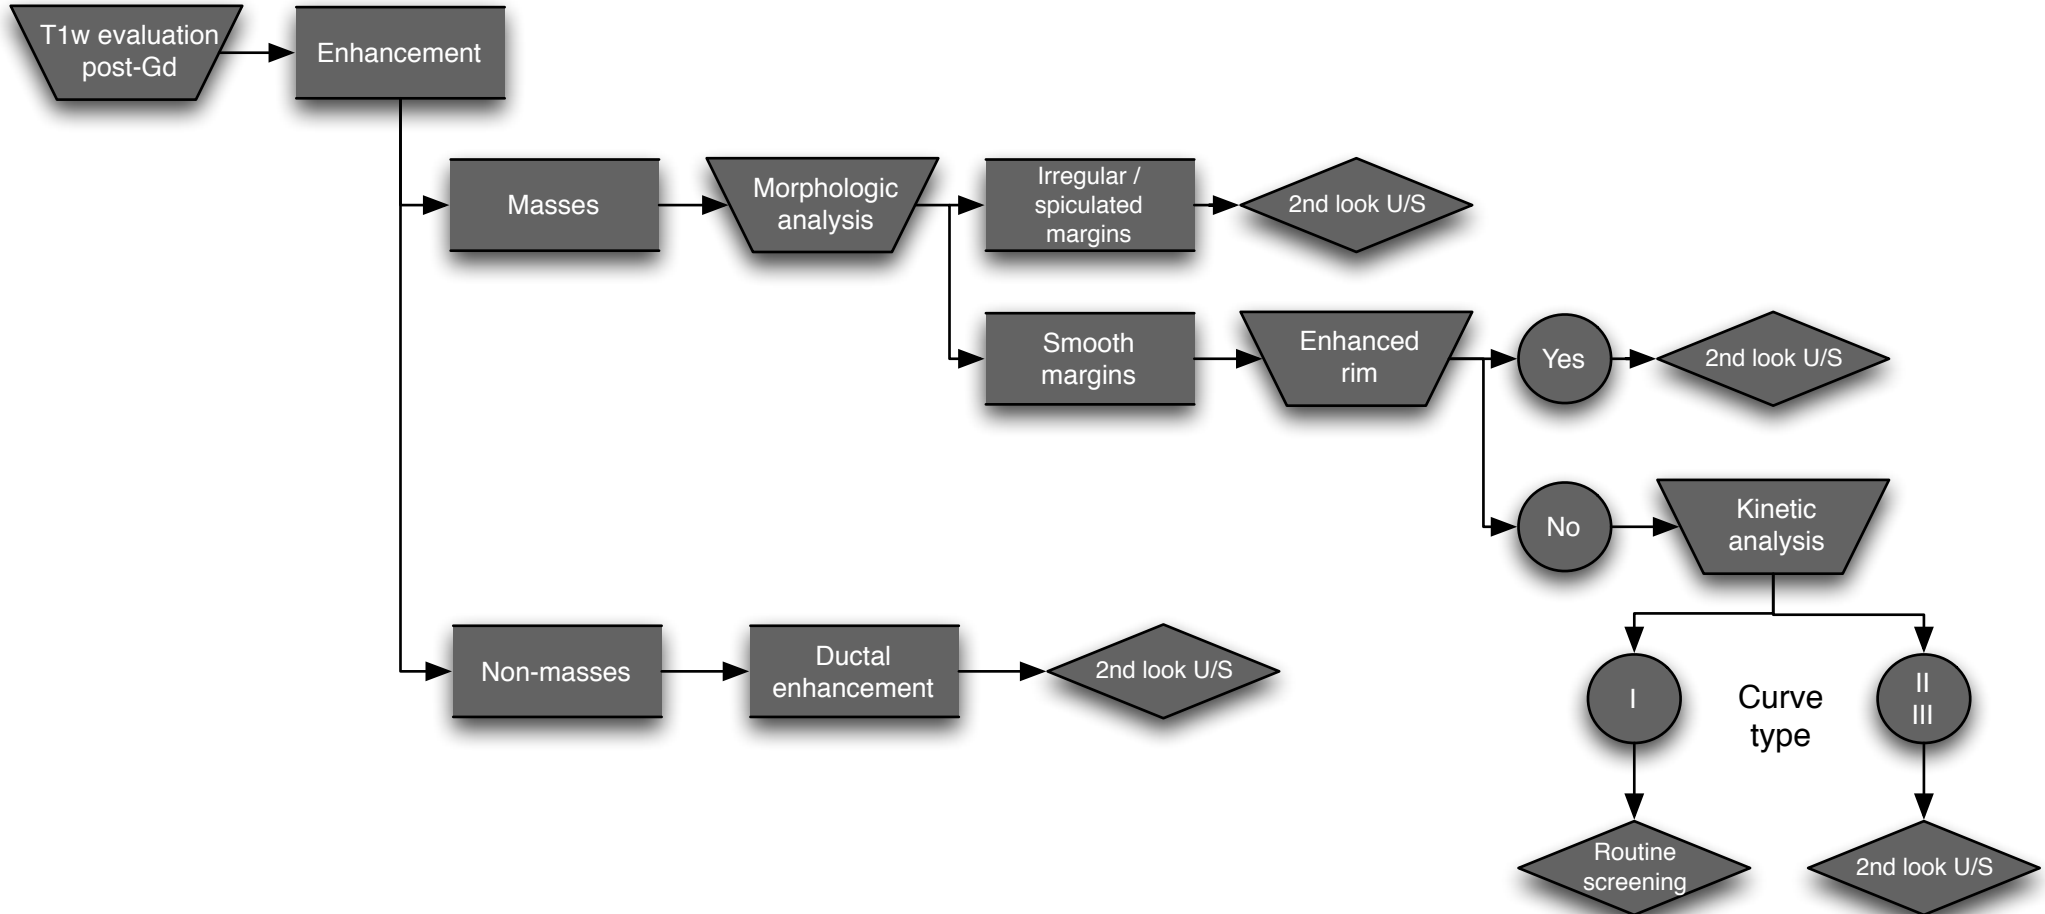 T1w evaluation
post-Gd
Enhancement
Masses
Morphologic
analysis
Irregular /
spiculated
margins
2nd look U/S
Smooth
margins
Enhanced
rim
Yes
2nd look U/S
No
Kinetic
analysis
Non-masses
Ductal
enhancement
2nd look U/S
I
Curve
type
II
III
Routine
screening
2nd look U/S